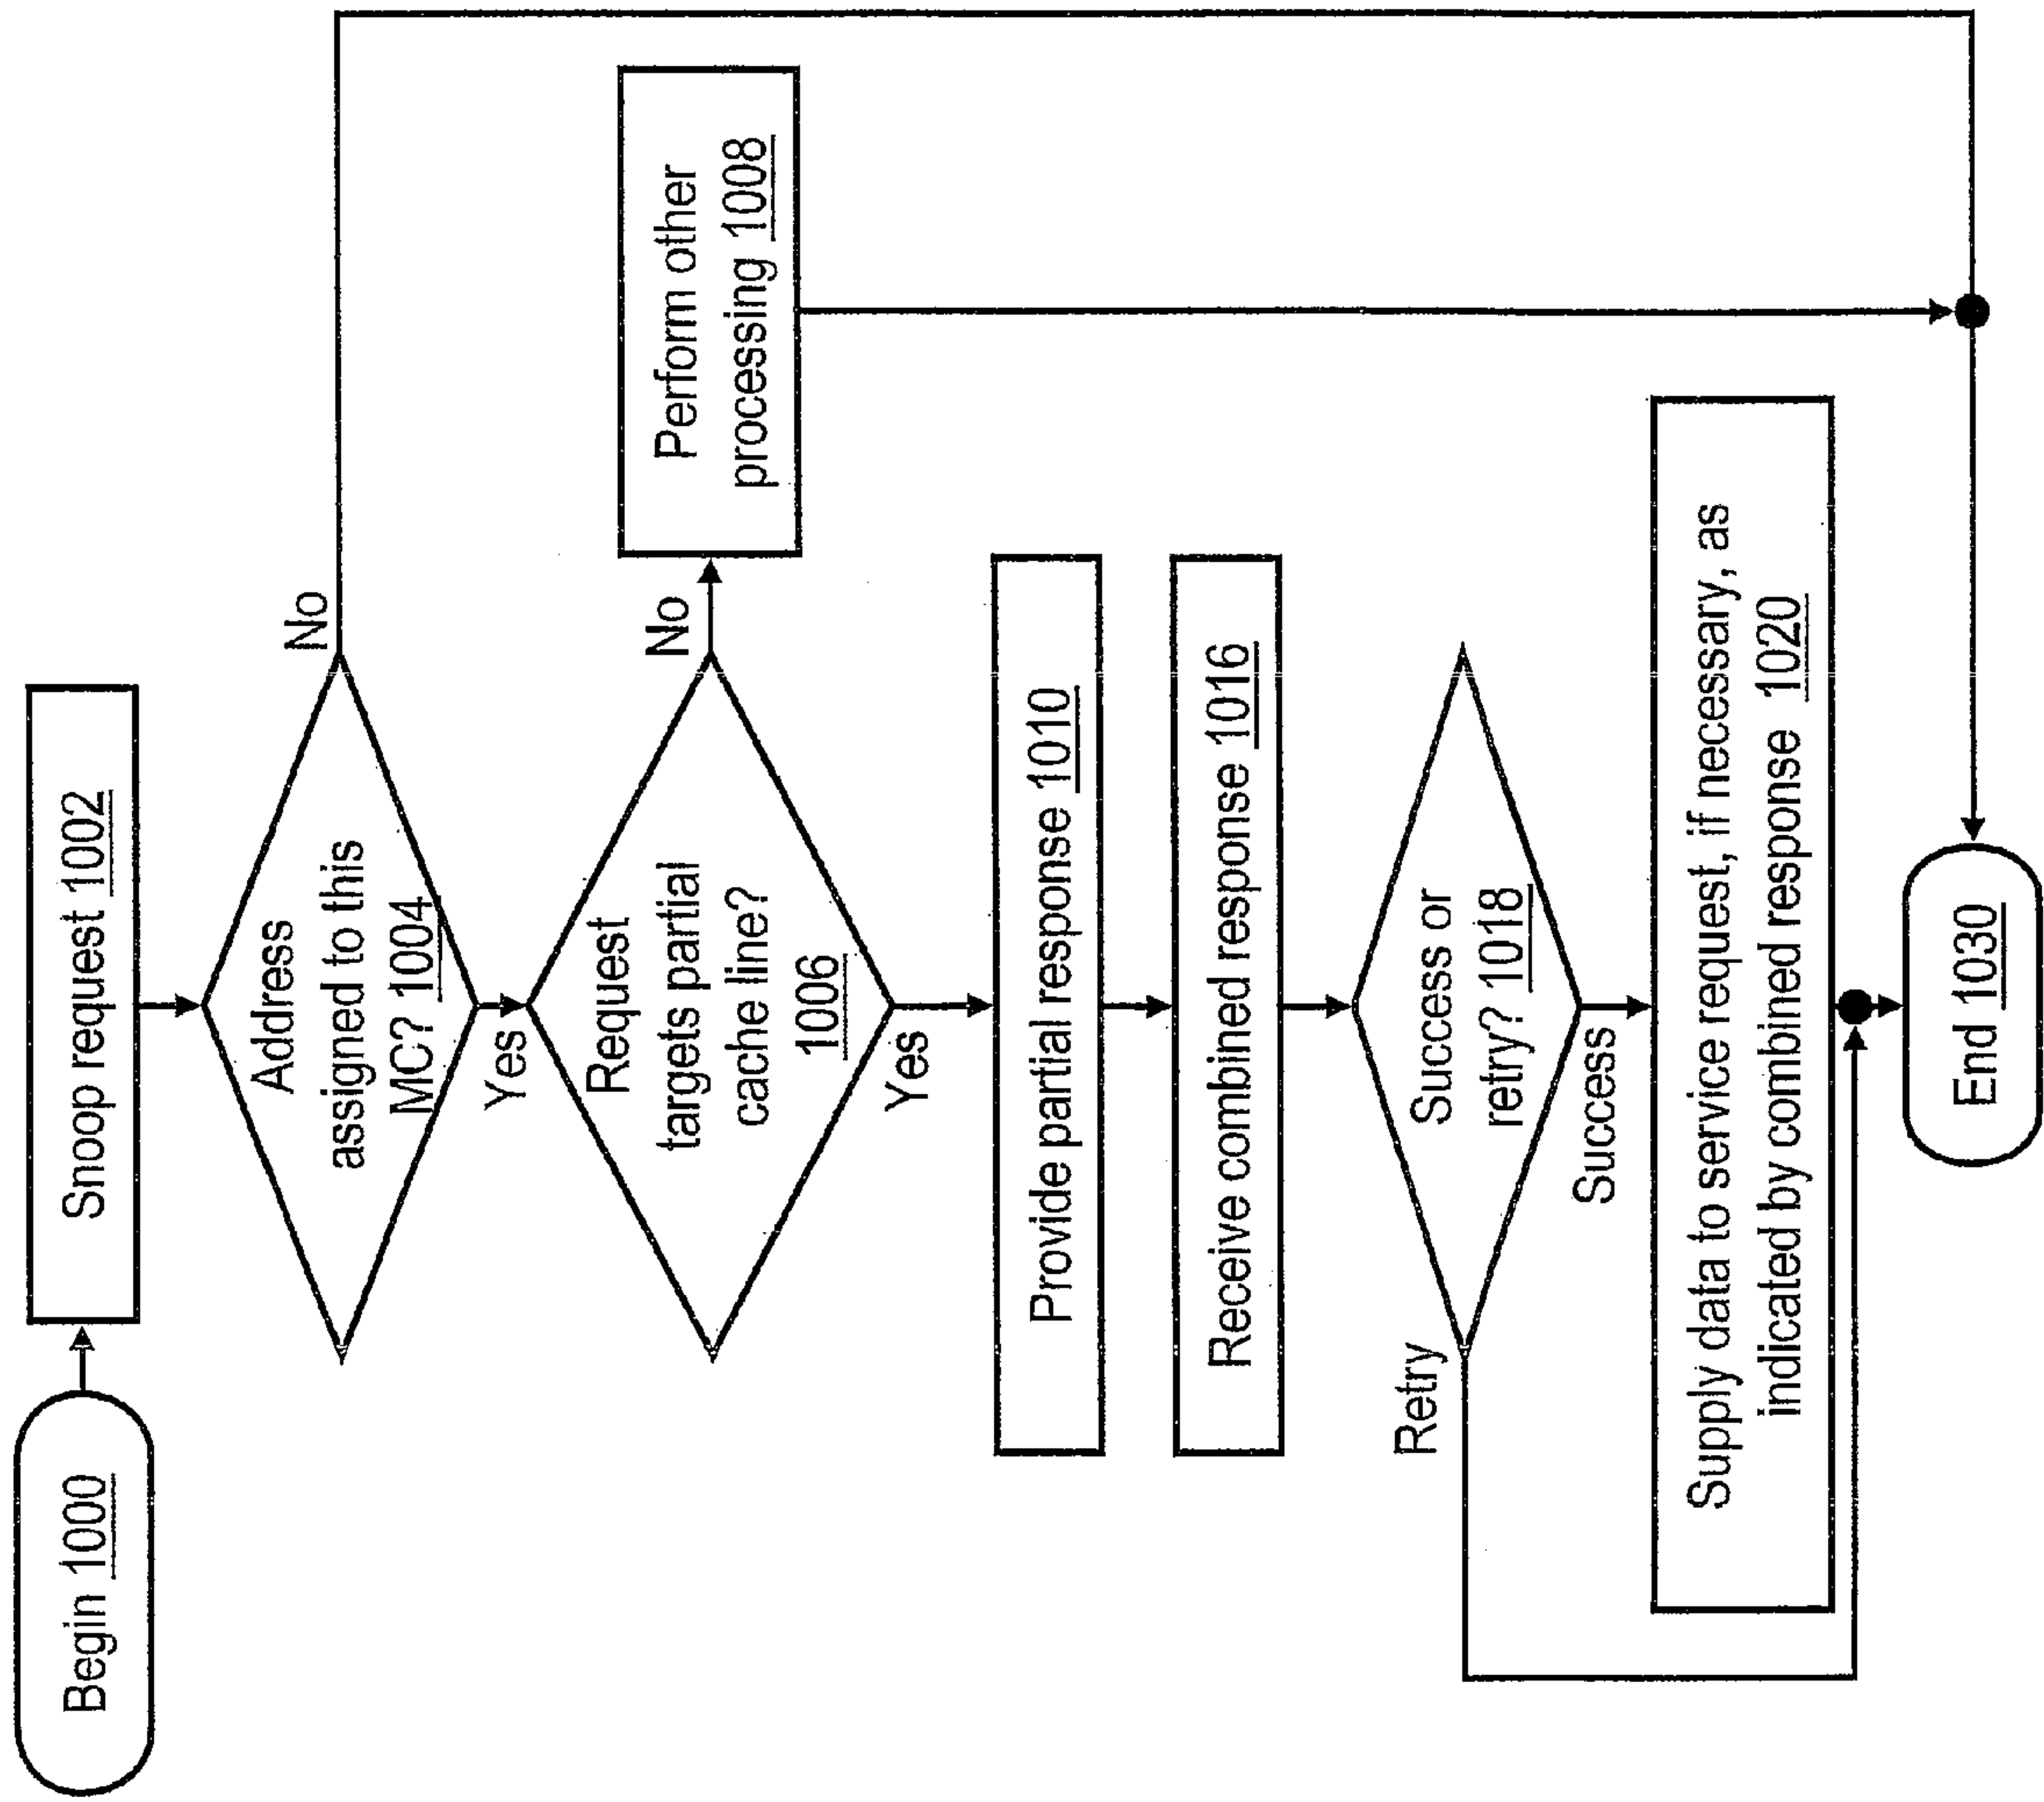 Begin 1000
Snoop request 1002
Address
assigned to this
MC? 1004
No
Yes
Request
targets partial
cache line?
1006
No
Perform other
processing 1008
Yes
Provide partial response 1010
Receive combined response 1016
Success or
retry? 1018
Retry
Success
Supply data to service request, if necessary, as
indicated by combined response 1020
End 1030